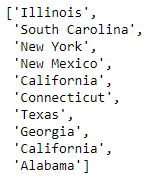 ['Illinois',
'South Carolina',
'New York',
'New Mexico',
'California',
'Connecticut',
'Texas',
'Georgia',
'California',
'Alabama']